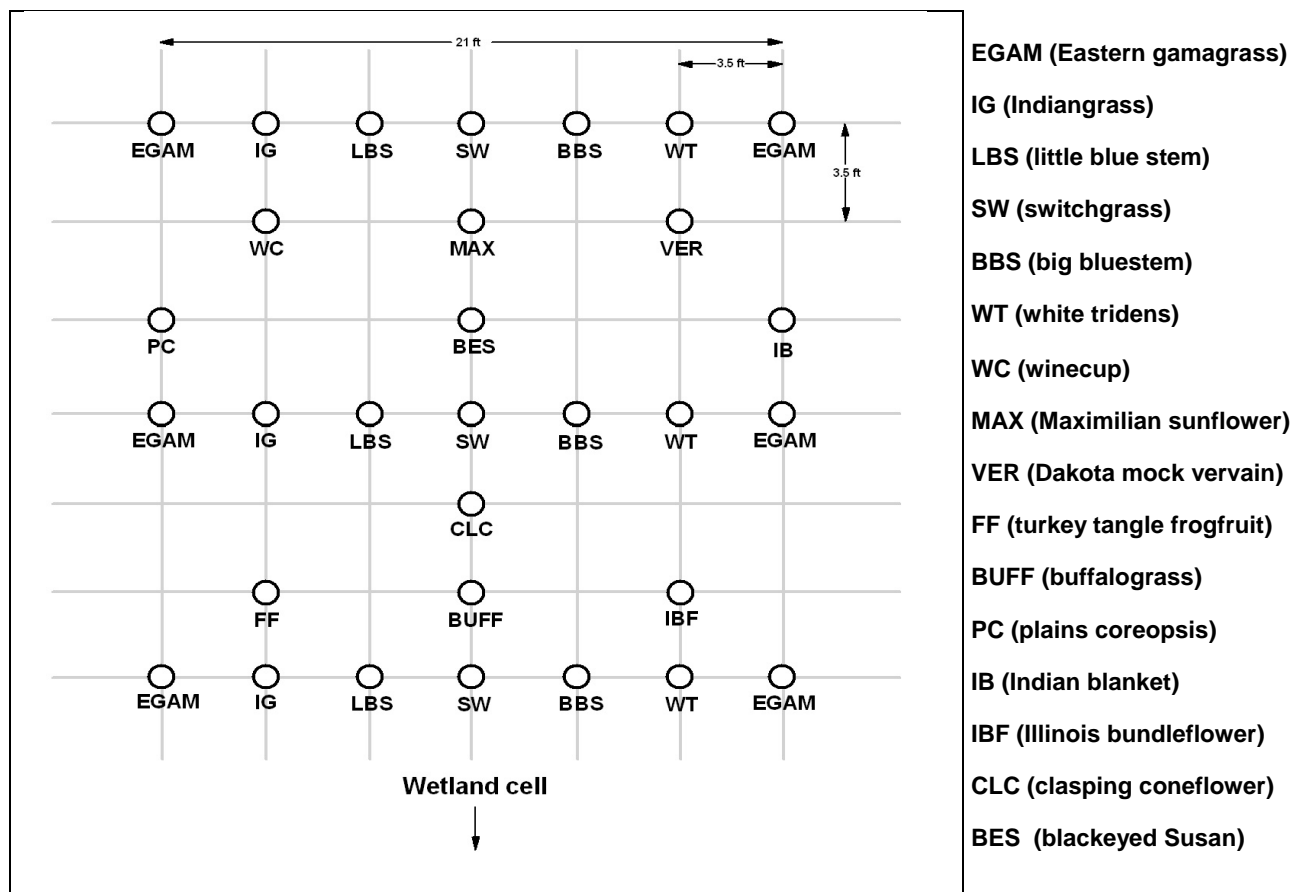 21 ft
3.5 ft
EGAM IG LBS SW BBS WT EGAM
3.5 ft
WC MAX VER
PC BES IB
EGAM IG LBS SW BBS WT EGAM
CLC
FF BUFF IBF
EGAM IG LBS SW BBS WT EGAM
Wetland cell
EGAM (Eastern gamagrass)
IG (Indiangrass)
LBS (little blue stem)
SW (switchgrass)
BBS (big bluestem)
WT (white tridens)
WC (winecup)
MAX (Maximilian sunflower)
VER (Dakota mock vervain)
FF (turkey tangle frogfruit)
BUFF (buffalograss)
PC (plains coreopsis)
IB (Indian blanket)
IBF (Illinois bundleflower)
CLC (clasping coneflower)
BES (blackeyed Susan)